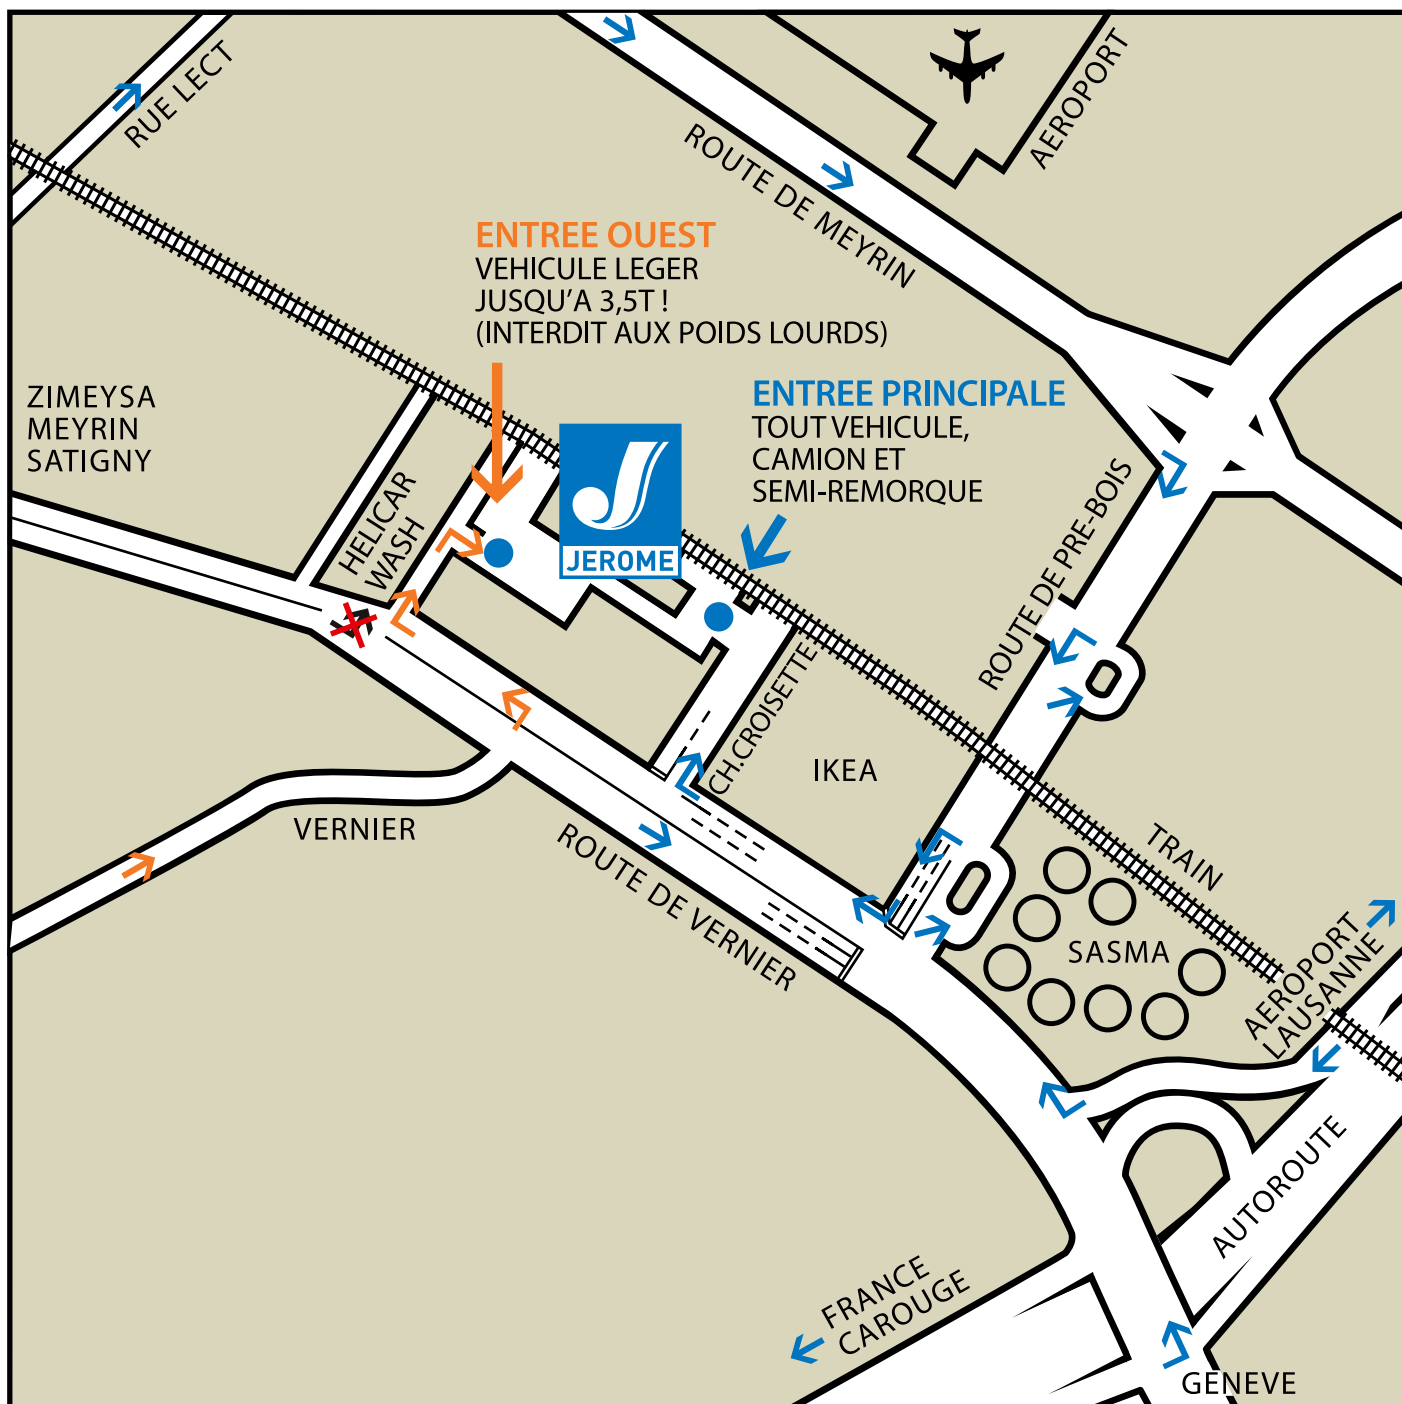 RUE LECT
AEROPORT
ROUTE DE MEYRIN
ENTREE OUEST
VEHICULE LEGER
JUSQU'A 3,5T !
(INTERDIT AUX POIDS LOURDS)
ENTREE PRINCIPALE
TOUT VEHICULE,
CAMION ET
SEMI-REMORQUE
ZIMEYSA
MEYRIN
SATIGNY
HELICAR
WASH
JEROME
ROUTE DE PRE-BOIS
CH.CROISETTE
IKEA
VERNIER
ROUTE DE VERNIER
TRAIN
SASMA
AEROPORT
LAUSANNE
AUTOROUTE
FRANCE
CAROUGE
GENEVE